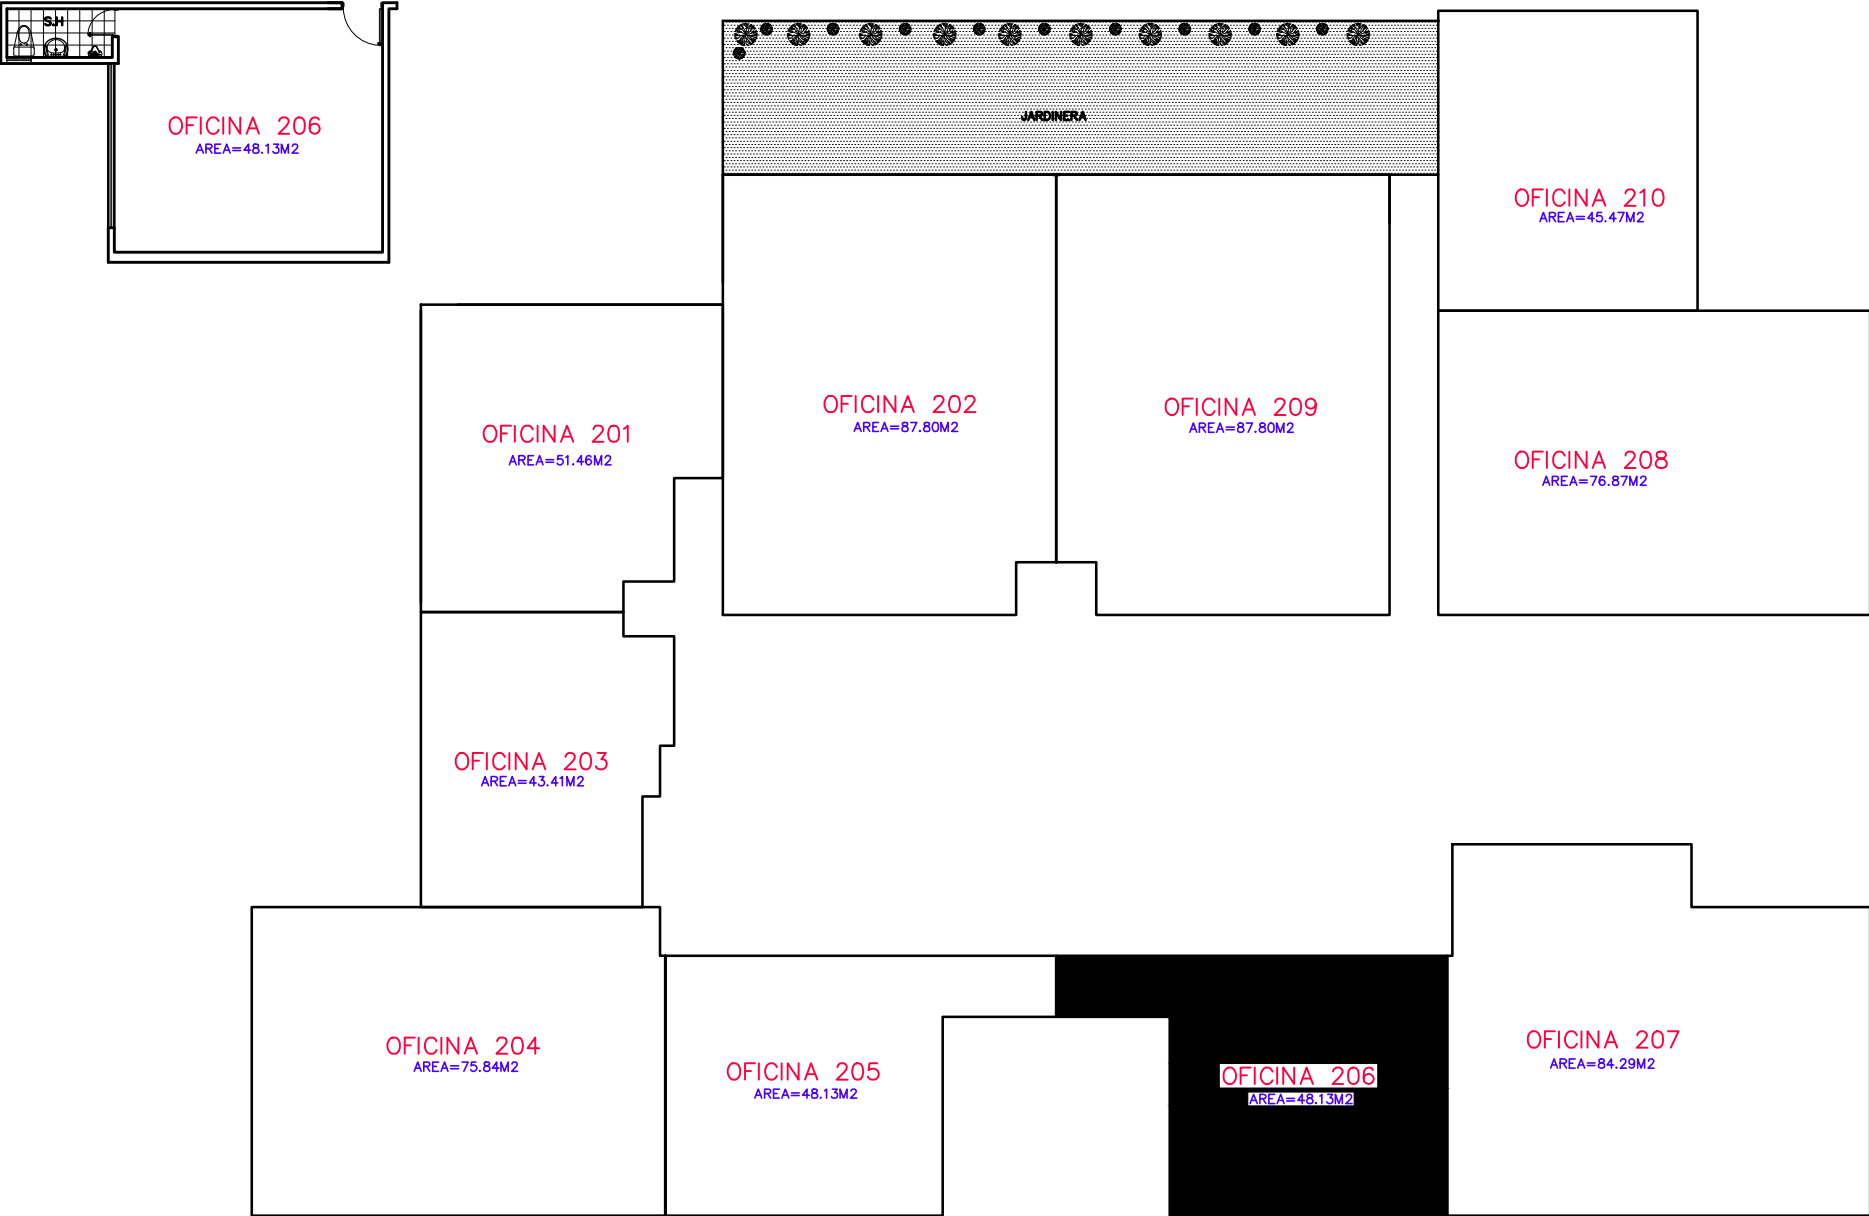 S.H
OFICINA 206
AREA=48.13M2
JARDINERA
OFICINA 210
AREA=45.47M2
OFICINA 201
AREA=51.46M2
OFICINA 202
AREA=87.80M2
OFICINA 209
AREA=87.80M2
OFICINA 208
AREA=76.87M2
OFICINA 203
AREA=43.41M2
OFICINA 204
AREA=75.84M2
OFICINA 205
AREA=48.13M2
OFICINA 206
AREA=48.13M2
OFICINA 207
AREA=84.29M2